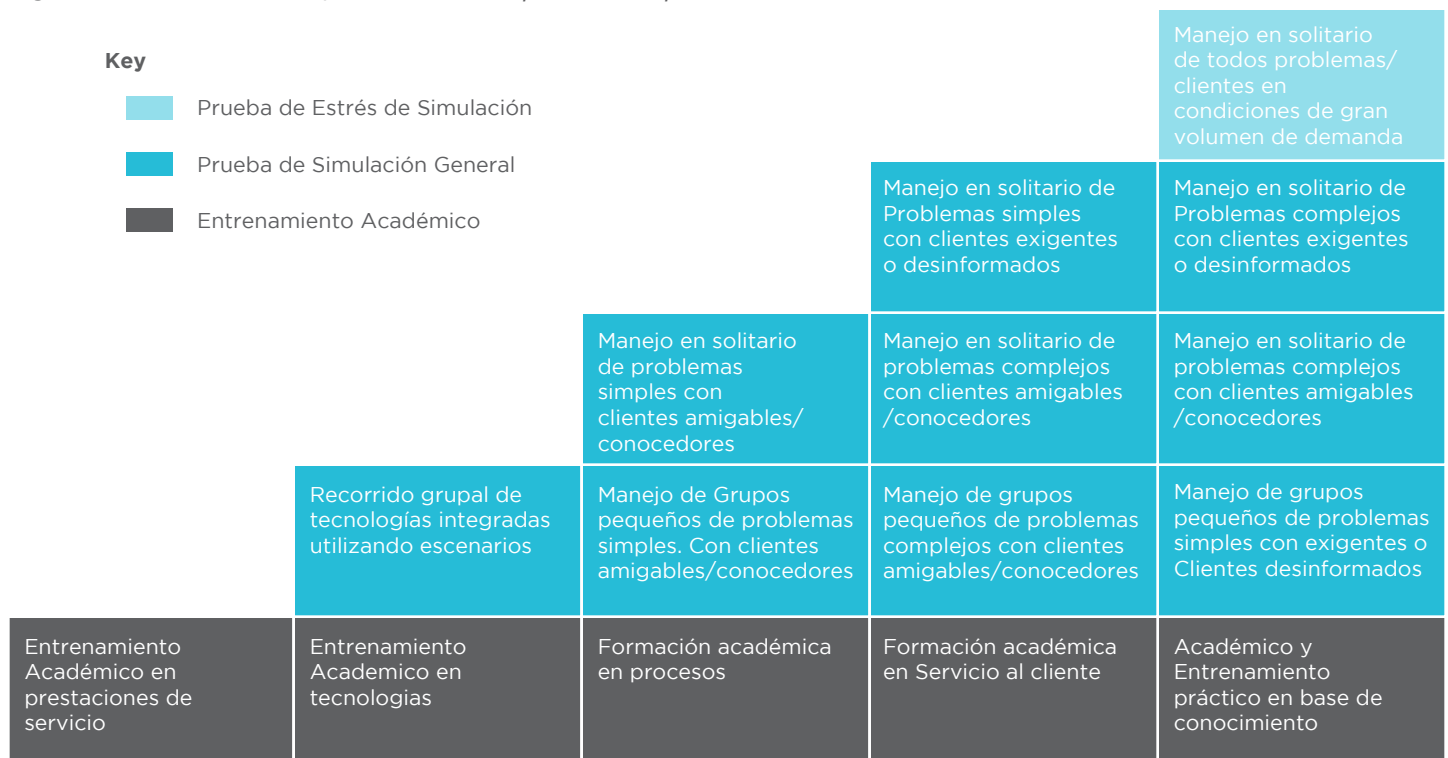 Key
Prueba de Estrés de Simulación
Prueba de Simulación General
Entrenamiento Académico
Manejo en solitario
de todos problemas/
clientes en
condiciones de gran
volumen de demanda
Manejo en solitario de
Problemas simples
con clientes exigentes
o desinformados
Manejo en solitario de
Problemas complejos
con clientes exigentes
o desinformados
Manejo en solitario
de problemas
simples con
clientes amigables/
conocedores
Manejo en solitario de
problemas complejos
con clientes amigables
/conocedores
Manejo en solitario de
problemas complejos
con clientes amigables
/conocedores
Recorrido grupal de
tecnologías integradas
utilizando escenarios
Manejo de Grupos
pequeños de problemas
simples. Con clientes
amigables/conocedores
Manejo de grupos
pequeños de problemas
complejos con clientes
amigables/conocedores
Manejo de grupos
pequeños de problemas
simples con exigentes o
Clientes desinformados
Entrenamiento
Académico en
prestaciones de
servicio
Entrenamiento
Academico en
tecnologias
Formación académica
en procesos
Formación académica
en Servicio al cliente
Académico y
Entrenamiento
práctico en base de
conocimiento